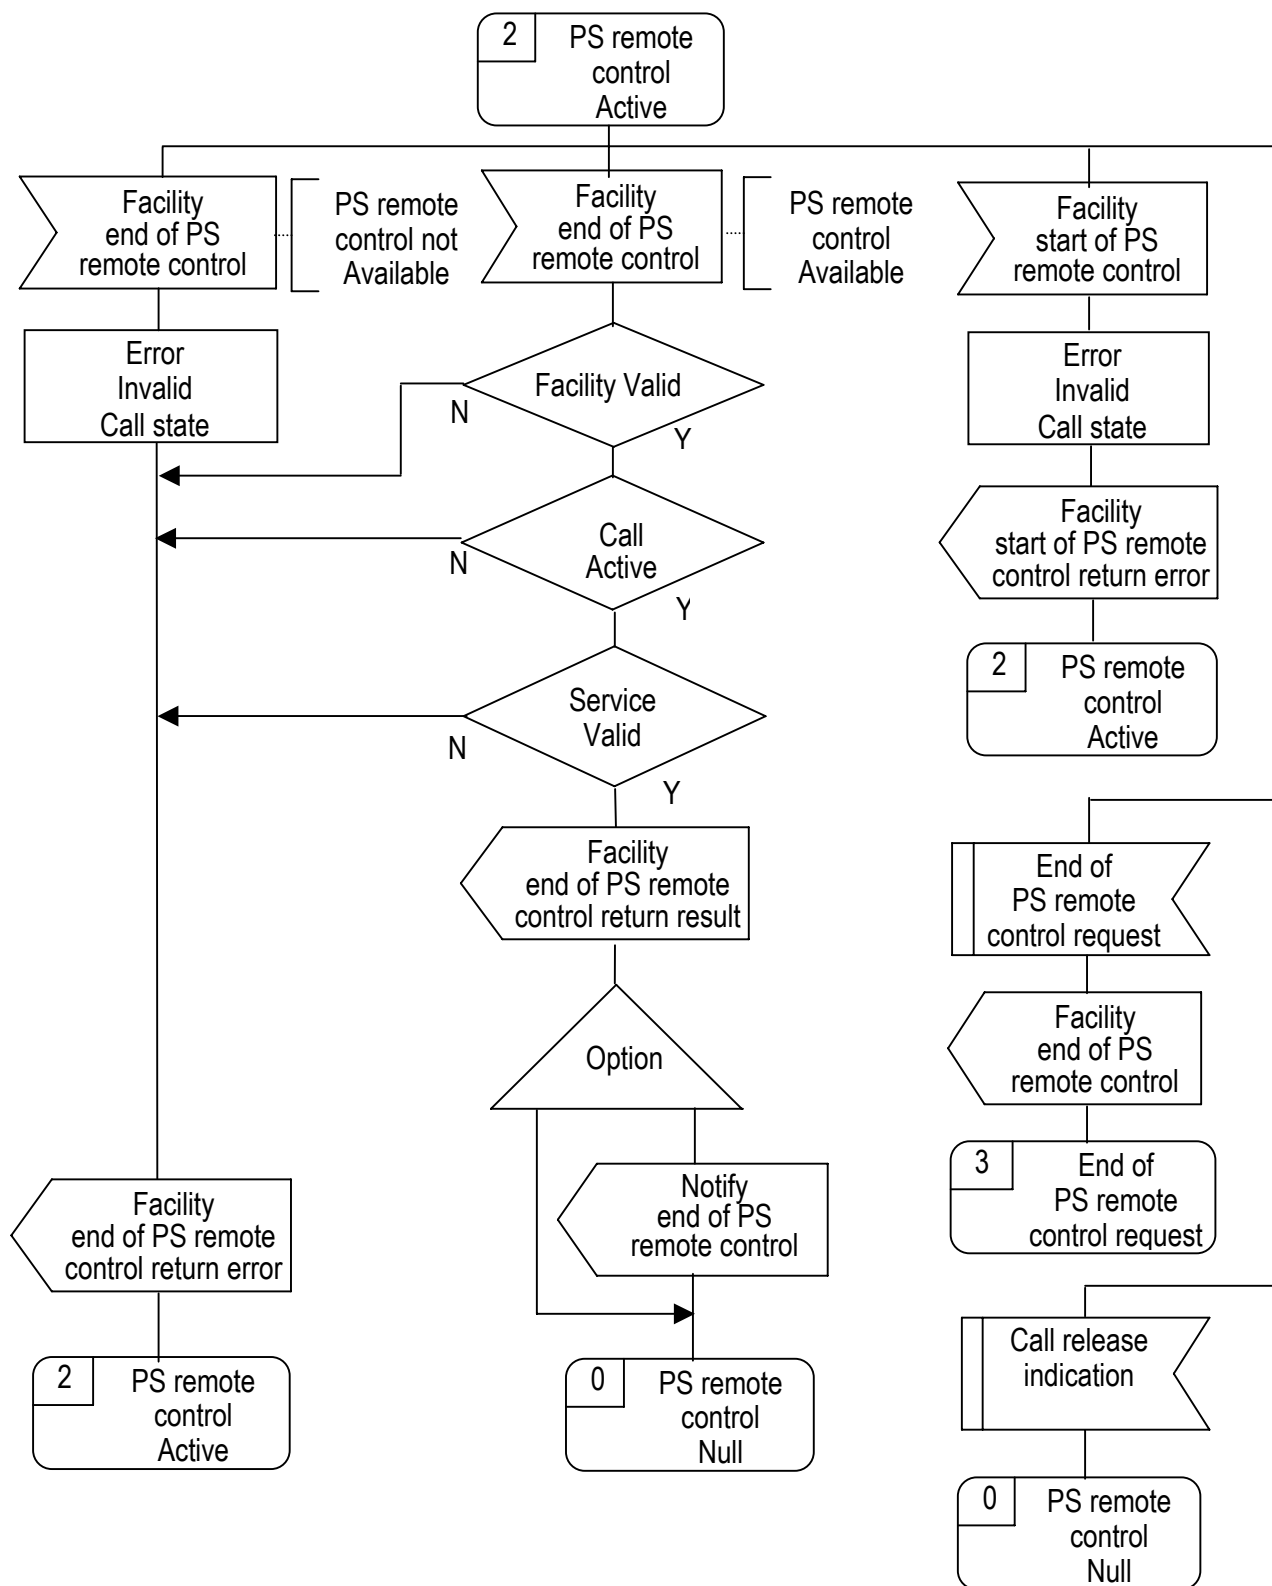 2
PS remote
control
Active
Facility
end of PS
remote control
PS remote
control not
Available
Facility
end of PS
remote control
PS remote
control
Available
Facility
start of PS
remote control
Error
Invalid
Call state
Facility Valid
N
Y
Error
Invalid
Call state
Call
Active
N
Y
Facility
start of PS remote
control return error
Service
Valid
N
Y
2
PS remote
control
Active
Facility
end of PS remote
control return result
End of
PS remote
control request
Option
Facility
end of PS
remote control
Notify
end of PS
remote control
3
End of
PS remote
control request
Facility
end of PS remote
control return error
Call release
indication
2
PS remote
control
Active
0
PS remote
control
Null
0
PS remote
control
Null